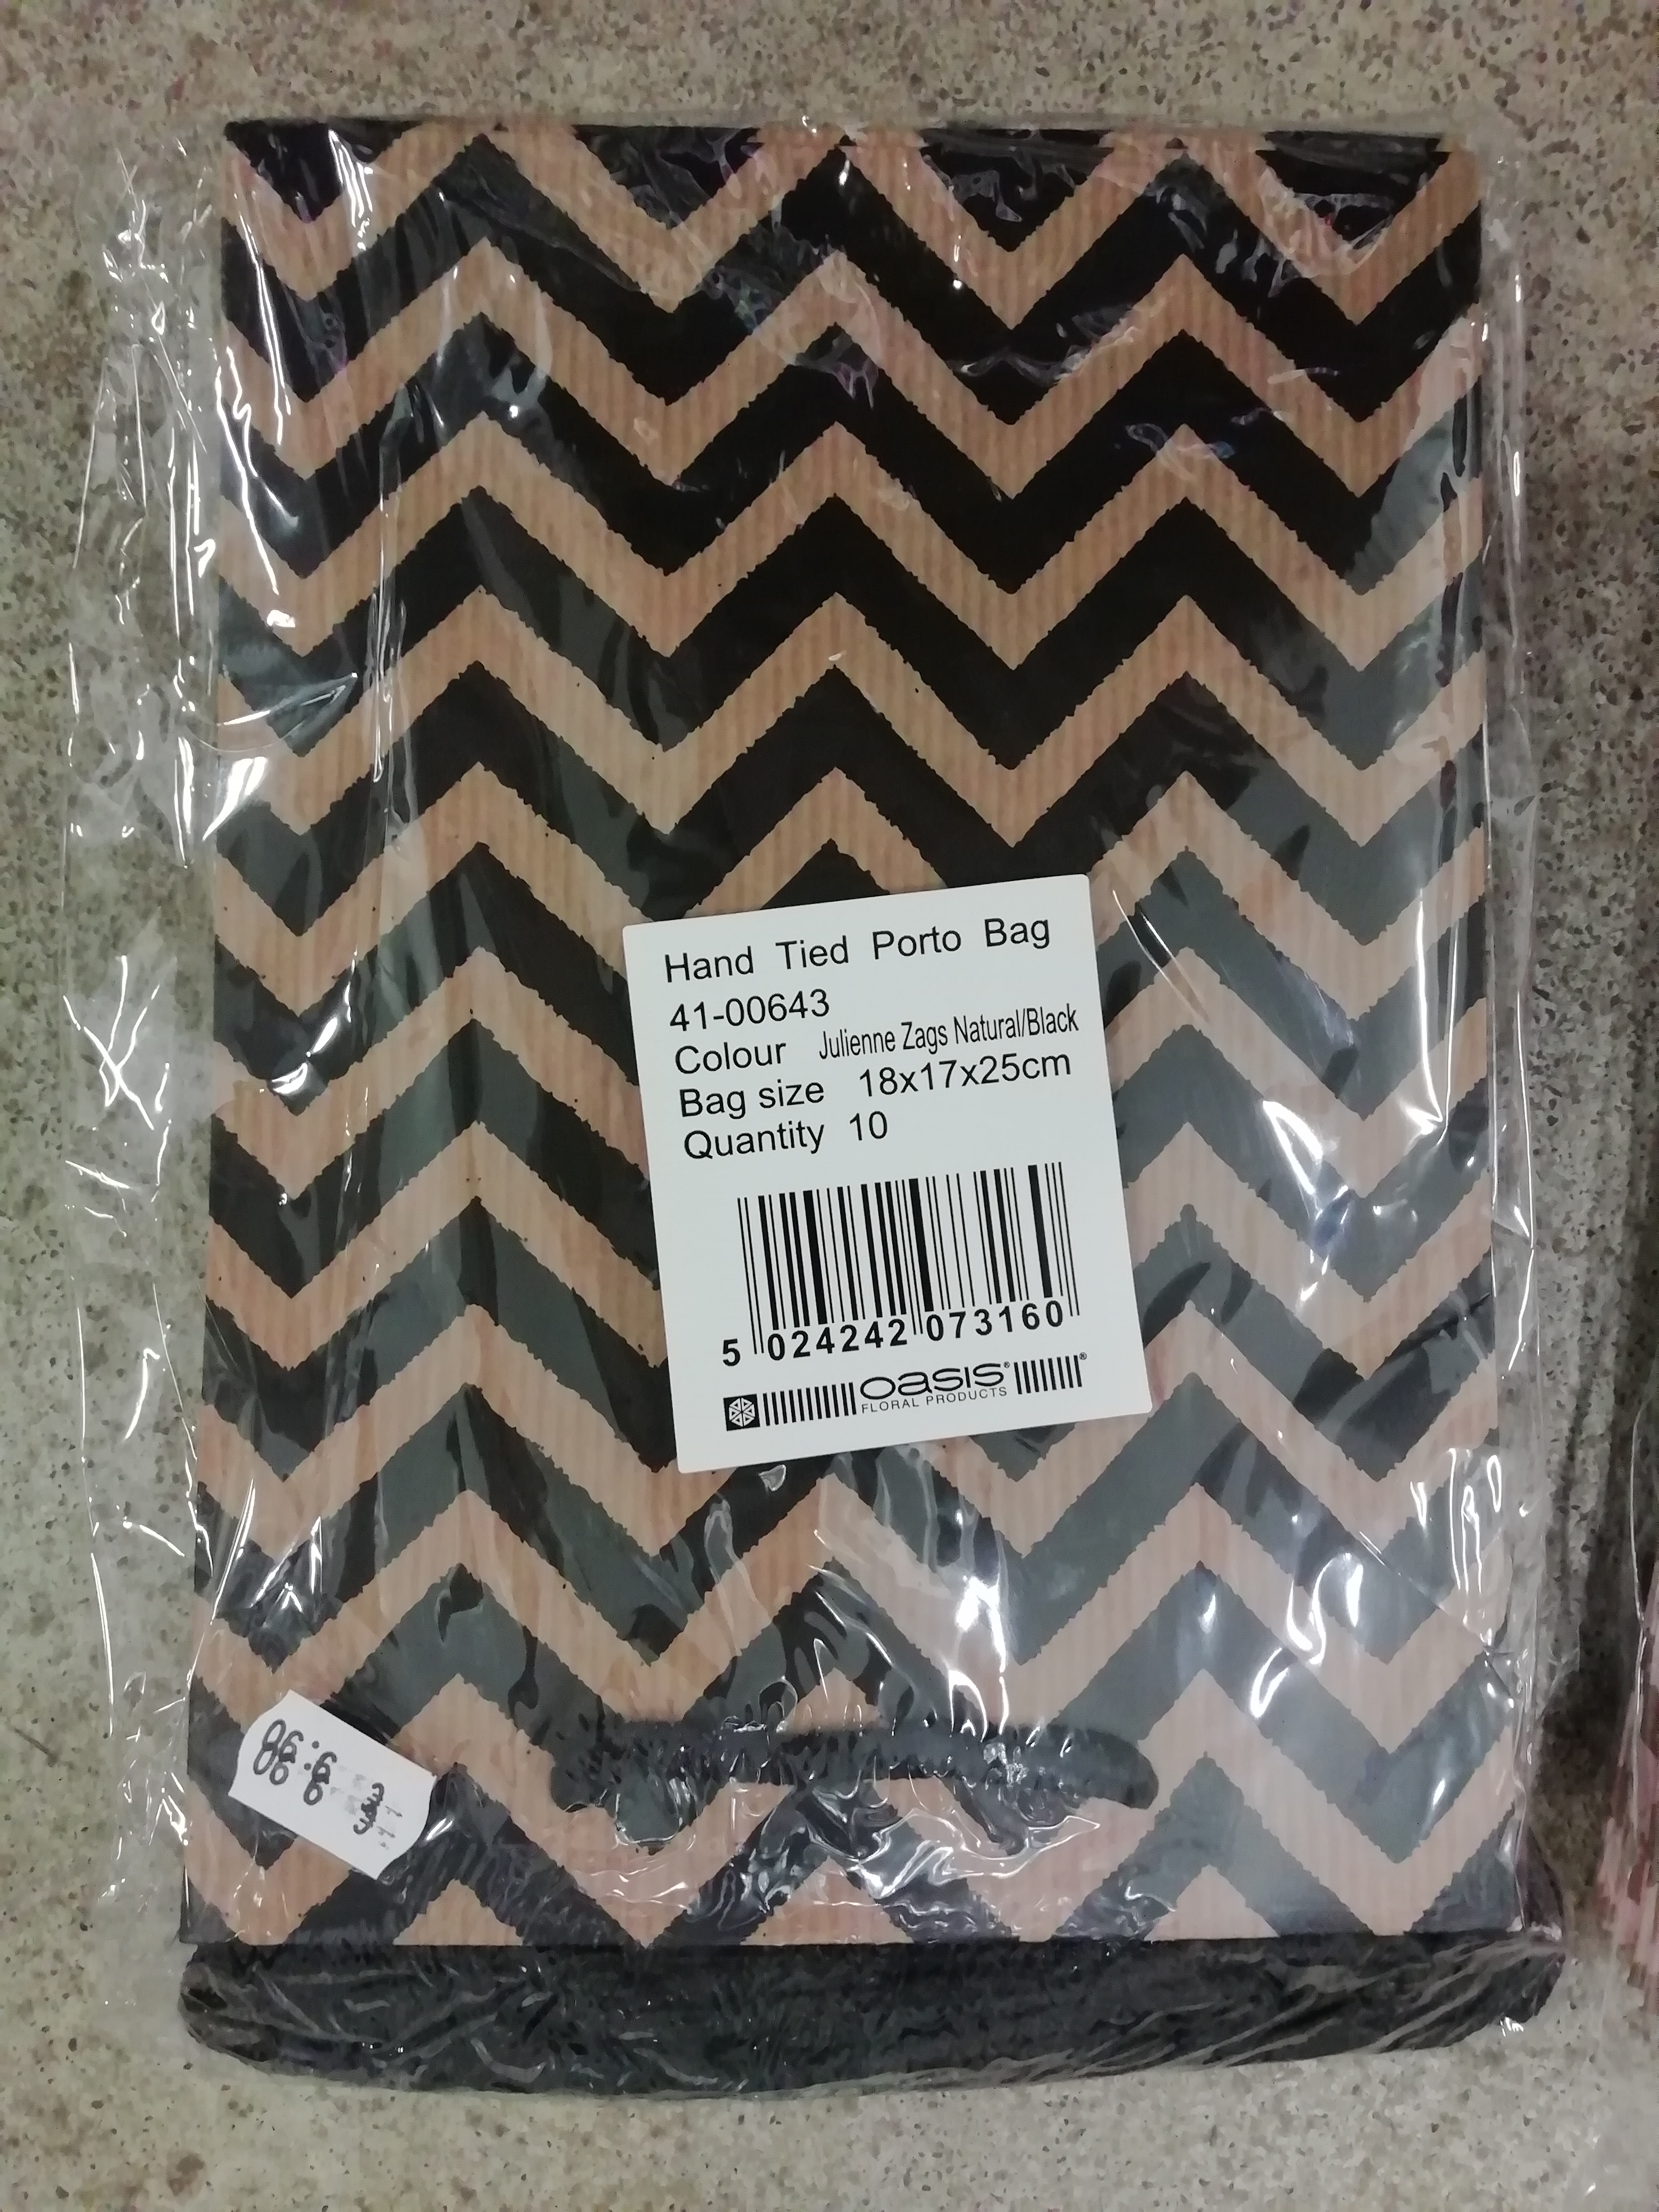 Hand Tied Porto Bag
41-00643
Colour Julienne Zags Natural/Black
Bag size 18x17x25cm
Quantity 10
5 024242 073160
OASIS®
FLORAL PRODUCTS